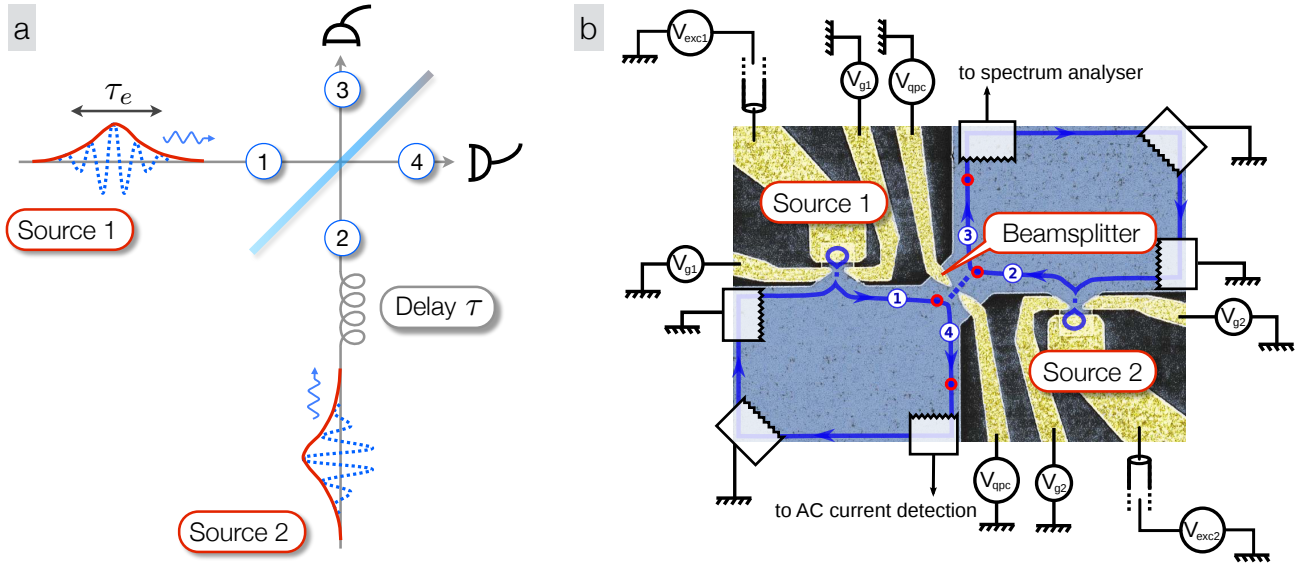 a
τe
3
1
4
Source 1
2
Delay τ
Source 2
b
Vexc1
Vg1
Vqpc
to spectrum analyser
Source 1
3
Beamsplitter
Vg1
1
2
4
Vg2
Source 2
Vqpc
Vg2
to AC current detection
Vexc2